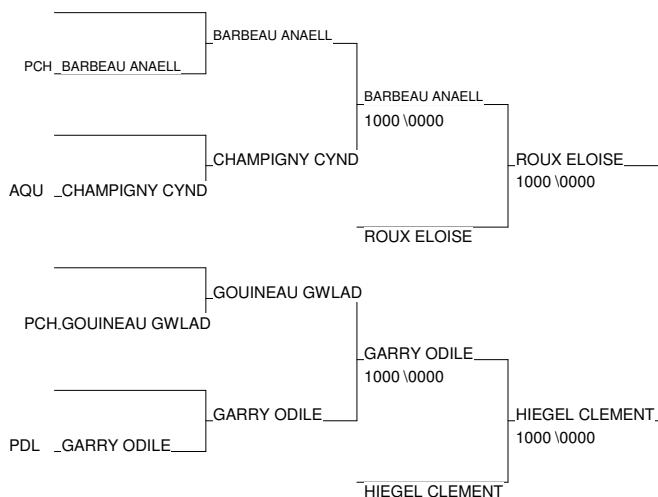 BARBEAU ANAELL
PCH BARBEAU ANAELL
BARBEAU ANAELL
1000 \0000
CHAMPIGNY CYND
ROUX ELOISE
1000 \0000
AQU CHAMPIGNY CYND
ROUX ELOISE
GOUINEAU GWLAD
PCH GOUINEAU GWLAD
GARRY ODILE
1000 \0000
GARRY ODILE
HIEGEL CLEMENT
1000 \0000
PDL GARRY ODILE
HIEGEL CLEMENT